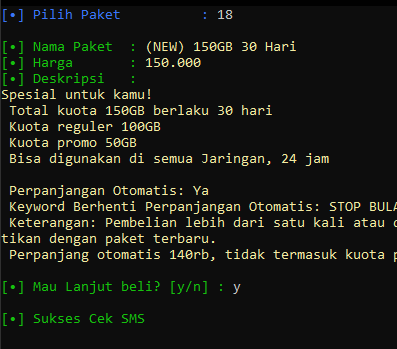 [•] Pilih Paket : 18
[•] Nama Paket : (NEW) 150GB 30 Hari
[•] Harga : 150.000
[•] Deskripsi :
Spesial untuk kamu!
Total kuota 150GB berlaku 30 hari
Kuota reguler 100GB
Kuota promo 50GB
Bisa digunakan di semua Jaringan, 24 jam
Perpanjangan Otomatis: Ya
Keyword Berhenti Perpanjangan Otomatis: STOP BULA
Keterangan: Pembelian lebih dari satu kali atau
tikan dengan paket terbaru.
Perpanjang otomatis 140rb, tidak termasuk kuota
[•] Mau Lanjut beli? [y/n] : y
[•] Sukses Cek SMS